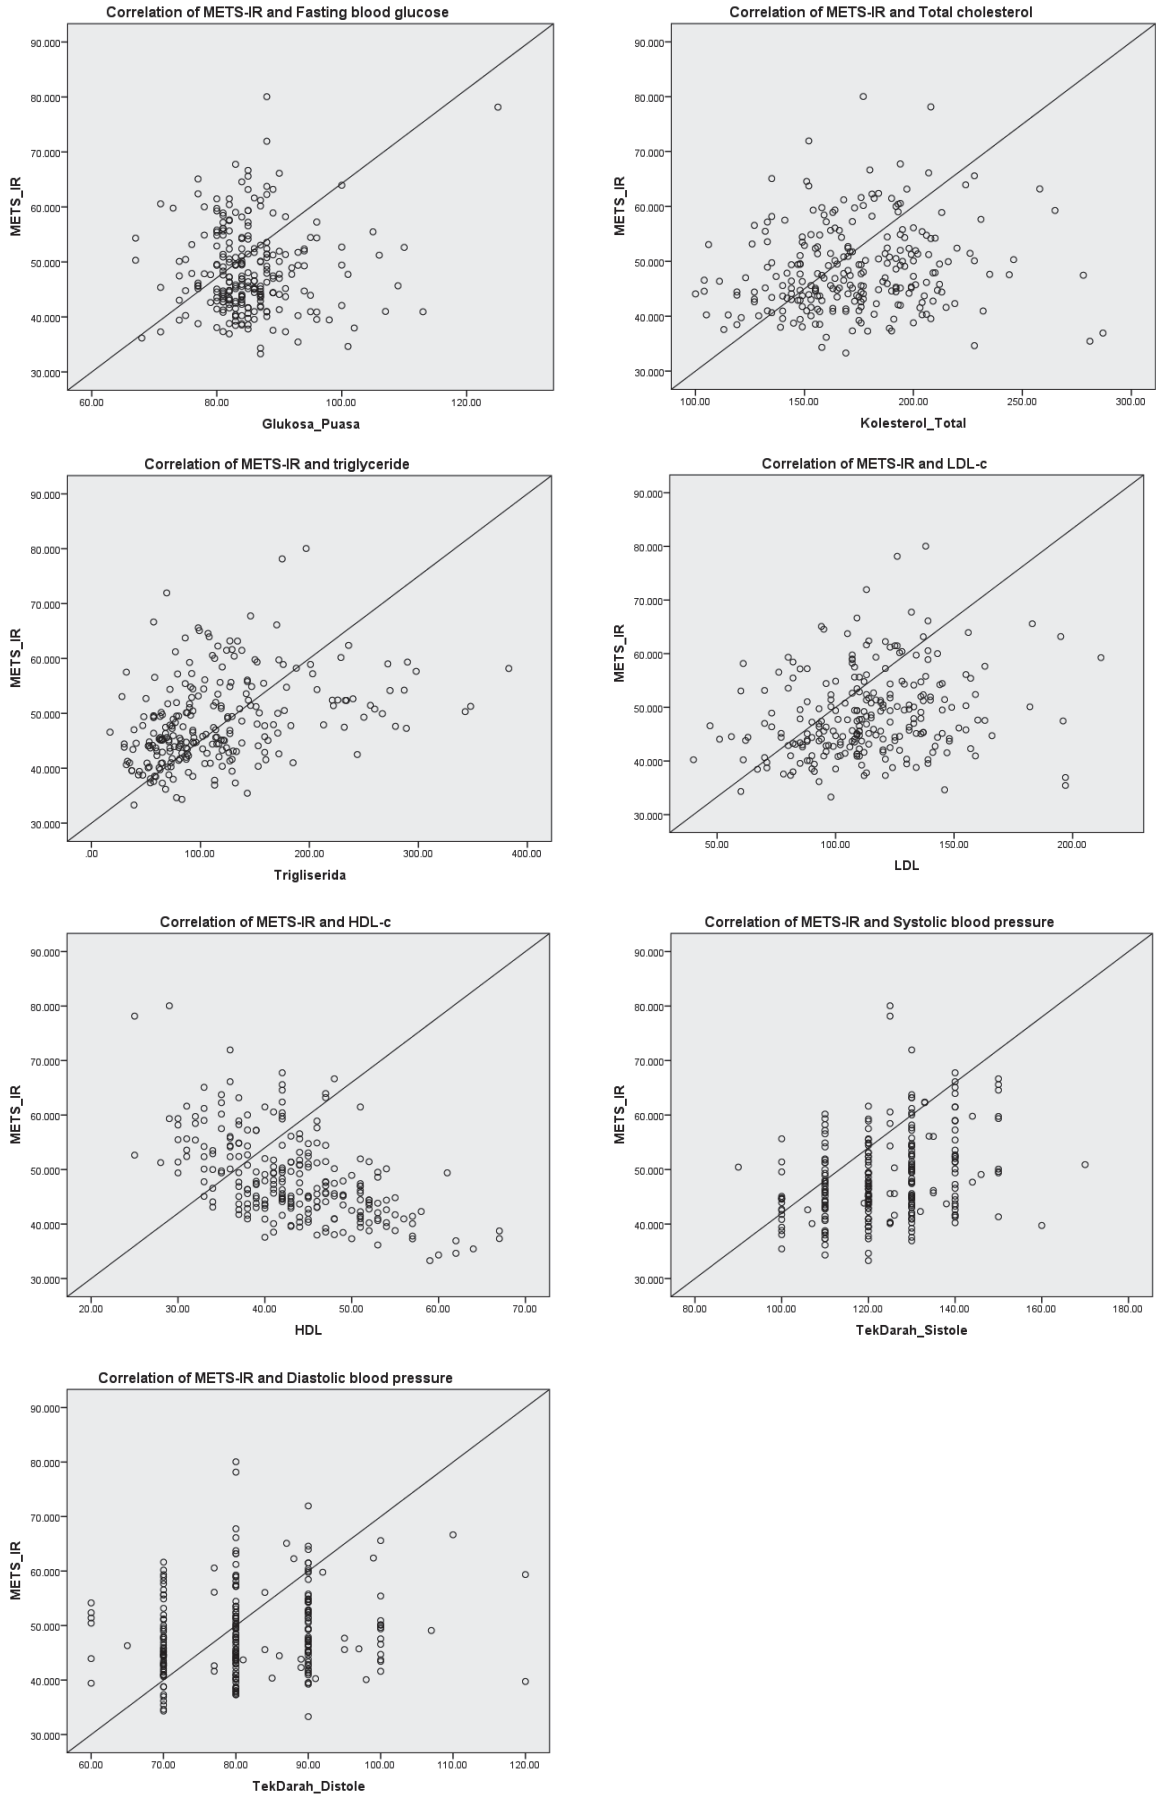 Correlation of METS-IR and Fasting blood glucose
METS_IR
90.000
80.000
70.000
60.000
50.000
40.000
30.000
60.00 80.00 100.00 120.00
Glukosa_Puasa
Correlation of METS-IR and Total cholesterol
METS_IR
90.000
80.000
70.000
60.000
50.000
40.000
30.000
100.00 150.00 200.00 250.00 300.00
Kolesterol_Total
Correlation of METS-IR and triglyceride
METS_IR
90.000
80.000
70.000
60.000
50.000
40.000
30.000
.00 100.00 200.00 300.00 400.00
Trigliserida
Correlation of METS-IR and LDL-c
METS_IR
90.000
80.000
70.000
60.000
50.000
40.000
30.000
50.00 100.00 150.00 200.00
LDL
Correlation of METS-IR and HDL-c
METS_IR
90.000
80.000
70.000
60.000
50.000
40.000
30.000
20.00 30.00 40.00 50.00 60.00 70.00
HDL
Correlation of METS-IR and Systolic blood pressure
METS_IR
90.000
80.000
70.000
60.000
50.000
40.000
30.000
80.00 100.00 120.00 140.00 160.00 180.00
TekDarah_Sistole
Correlation of METS-IR and Diastolic blood pressure
METS_IR
90.000
80.000
70.000
60.000
50.000
40.000
30.000
60.00 70.00 80.00 90.00 100.00 110.00 120.00
TekDarah_Distole